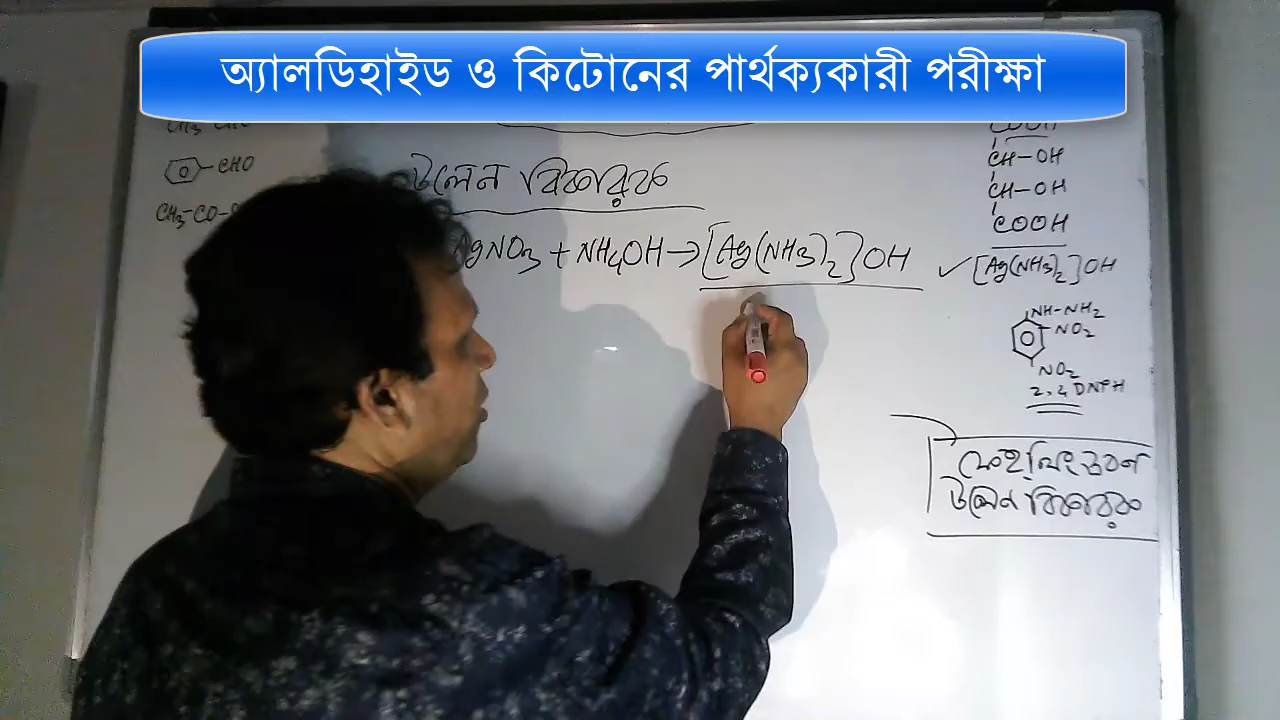 অ্যালডিহাইড ও কিটোনের পার্থক্যকারী পরীক্ষা
CHO
CH3-CO-
টলেন বিকারক
AgNO3 + NH4OH → [Ag(NH3)2]OH
COOH
CH-OH
CH-OH
COOH
✓ [Ag(NH3)2]OH
NH-NH2
NO2
NO2
2,4 DNPH
ফেহলিং দ্রবণ
টলেন বিকারক